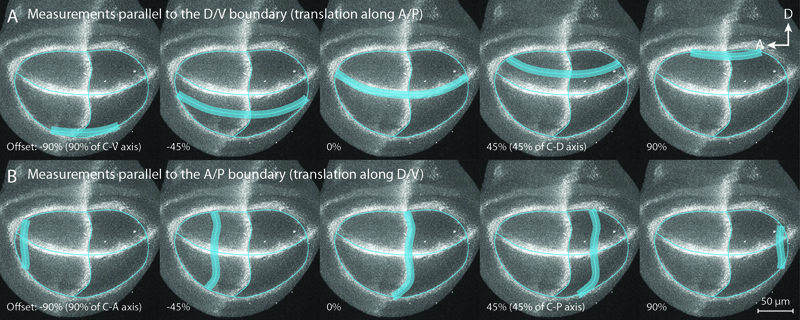 A Measurements parallel to the D/V boundary (translation along A/P)
D
A
Offset: -90% (90% of C-V axis)
-45%
0%
45% (45% of C-D axis)
90%
B Measurements parallel to the A/P boundary (translation along D/V)
Offset: -90% (90% of C-A axis)
-45%
0%
45% (45% of C-P axis)
90%
50 µm